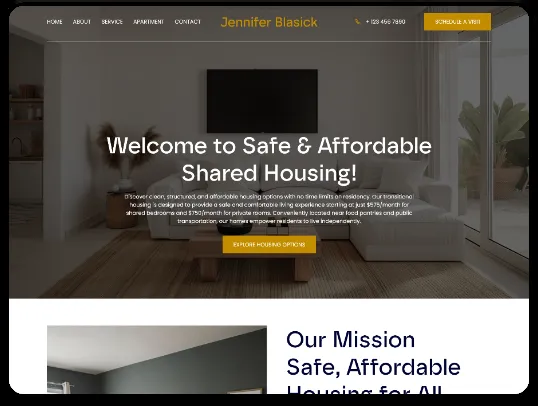 HOME ABOUT SERVICE APARTMENT CONTACT Jennifer Blasick + 123 456 7890 SCHEDULE A VISIT
Welcome to Safe & Affordable
Shared Housing!
Discover clean, structured, and affordable housing options with no time limits on residency. Our transitional
housing is designed to provide a safe and comfortable living experience starting at just $575/month for
shared bedrooms and $750/month for private rooms. Conveniently located near food pantries and public
transportation, our homes empower residents to live independently.
EXPLORE HOUSING OPTIONS
Our Mission
Safe, Affordable
Housing for All